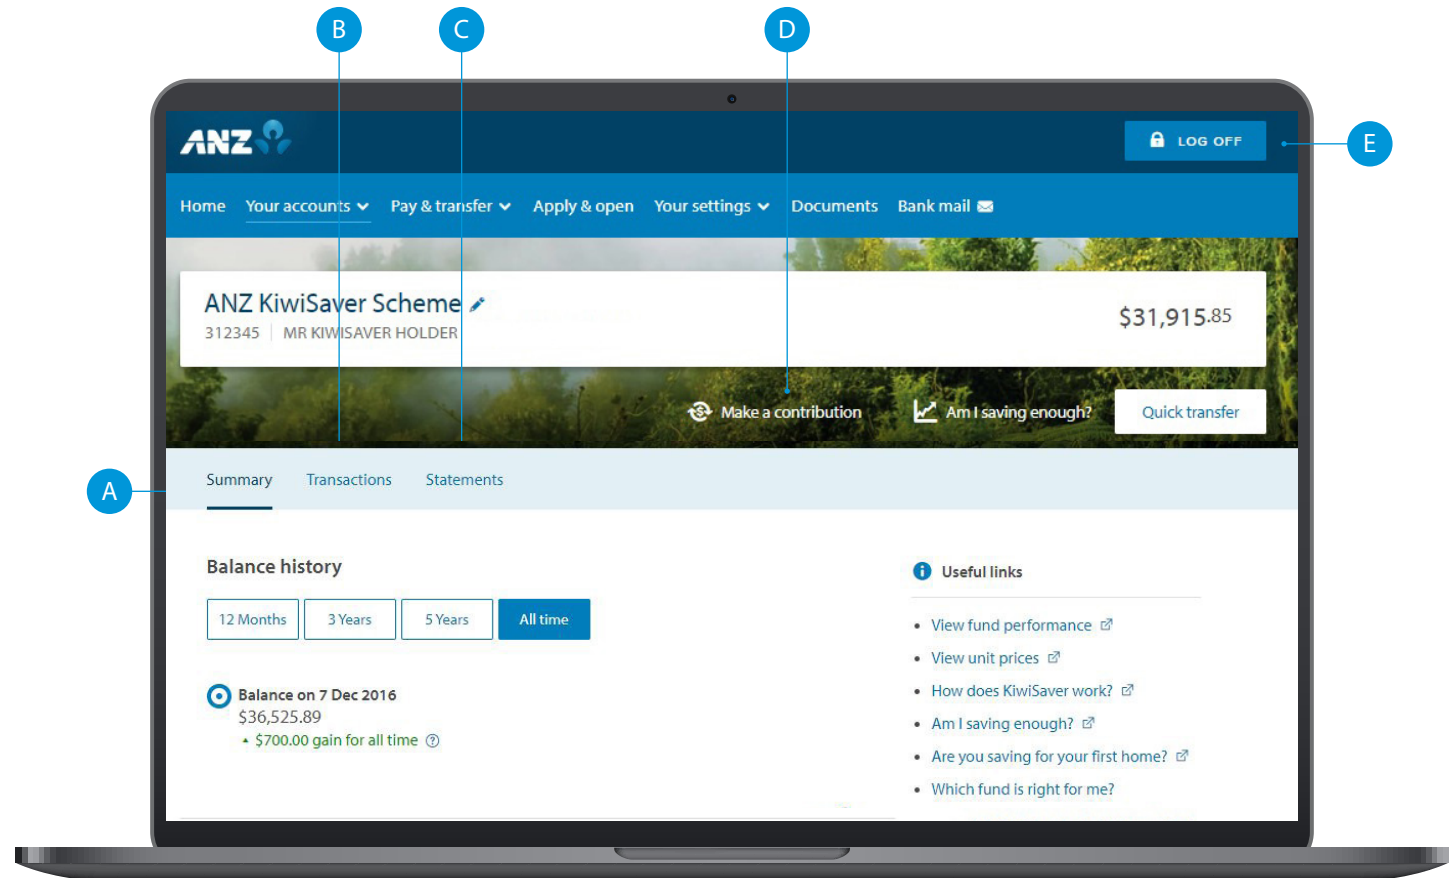 B C D
ANZ
LOG OFF
E
Home Your accounts Pay & transfer Apply & open Your settings Documents Bank mail
ANZ KiwiSaver Scheme
312345 MR KIWISAVER HOLDER
$31,915.85
Make a contribution Am I saving enough? Quick transfer
A
Summary Transactions Statements
Balance history
12 Months 3 Years 5 Years All time
Balance on 7 Dec 2016
$36,525.89
$700.00 gain for all time ?
Useful links
View fund performance
View unit prices
How does KiwiSaver work?
Am I saving enough?
Are you saving for your first home?
Which fund is right for me?